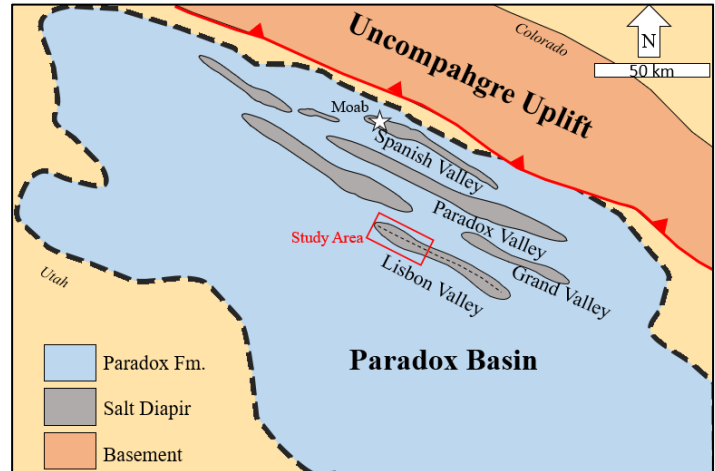 Uncompahgre Uplift
Colorado
N
50 km
Moab
Spanish Valley
Paradox Valley
Study Area
Grand Valley
Lisbon Valley
Utah
Paradox Basin
Paradox Fm.
Salt Diapir
Basement